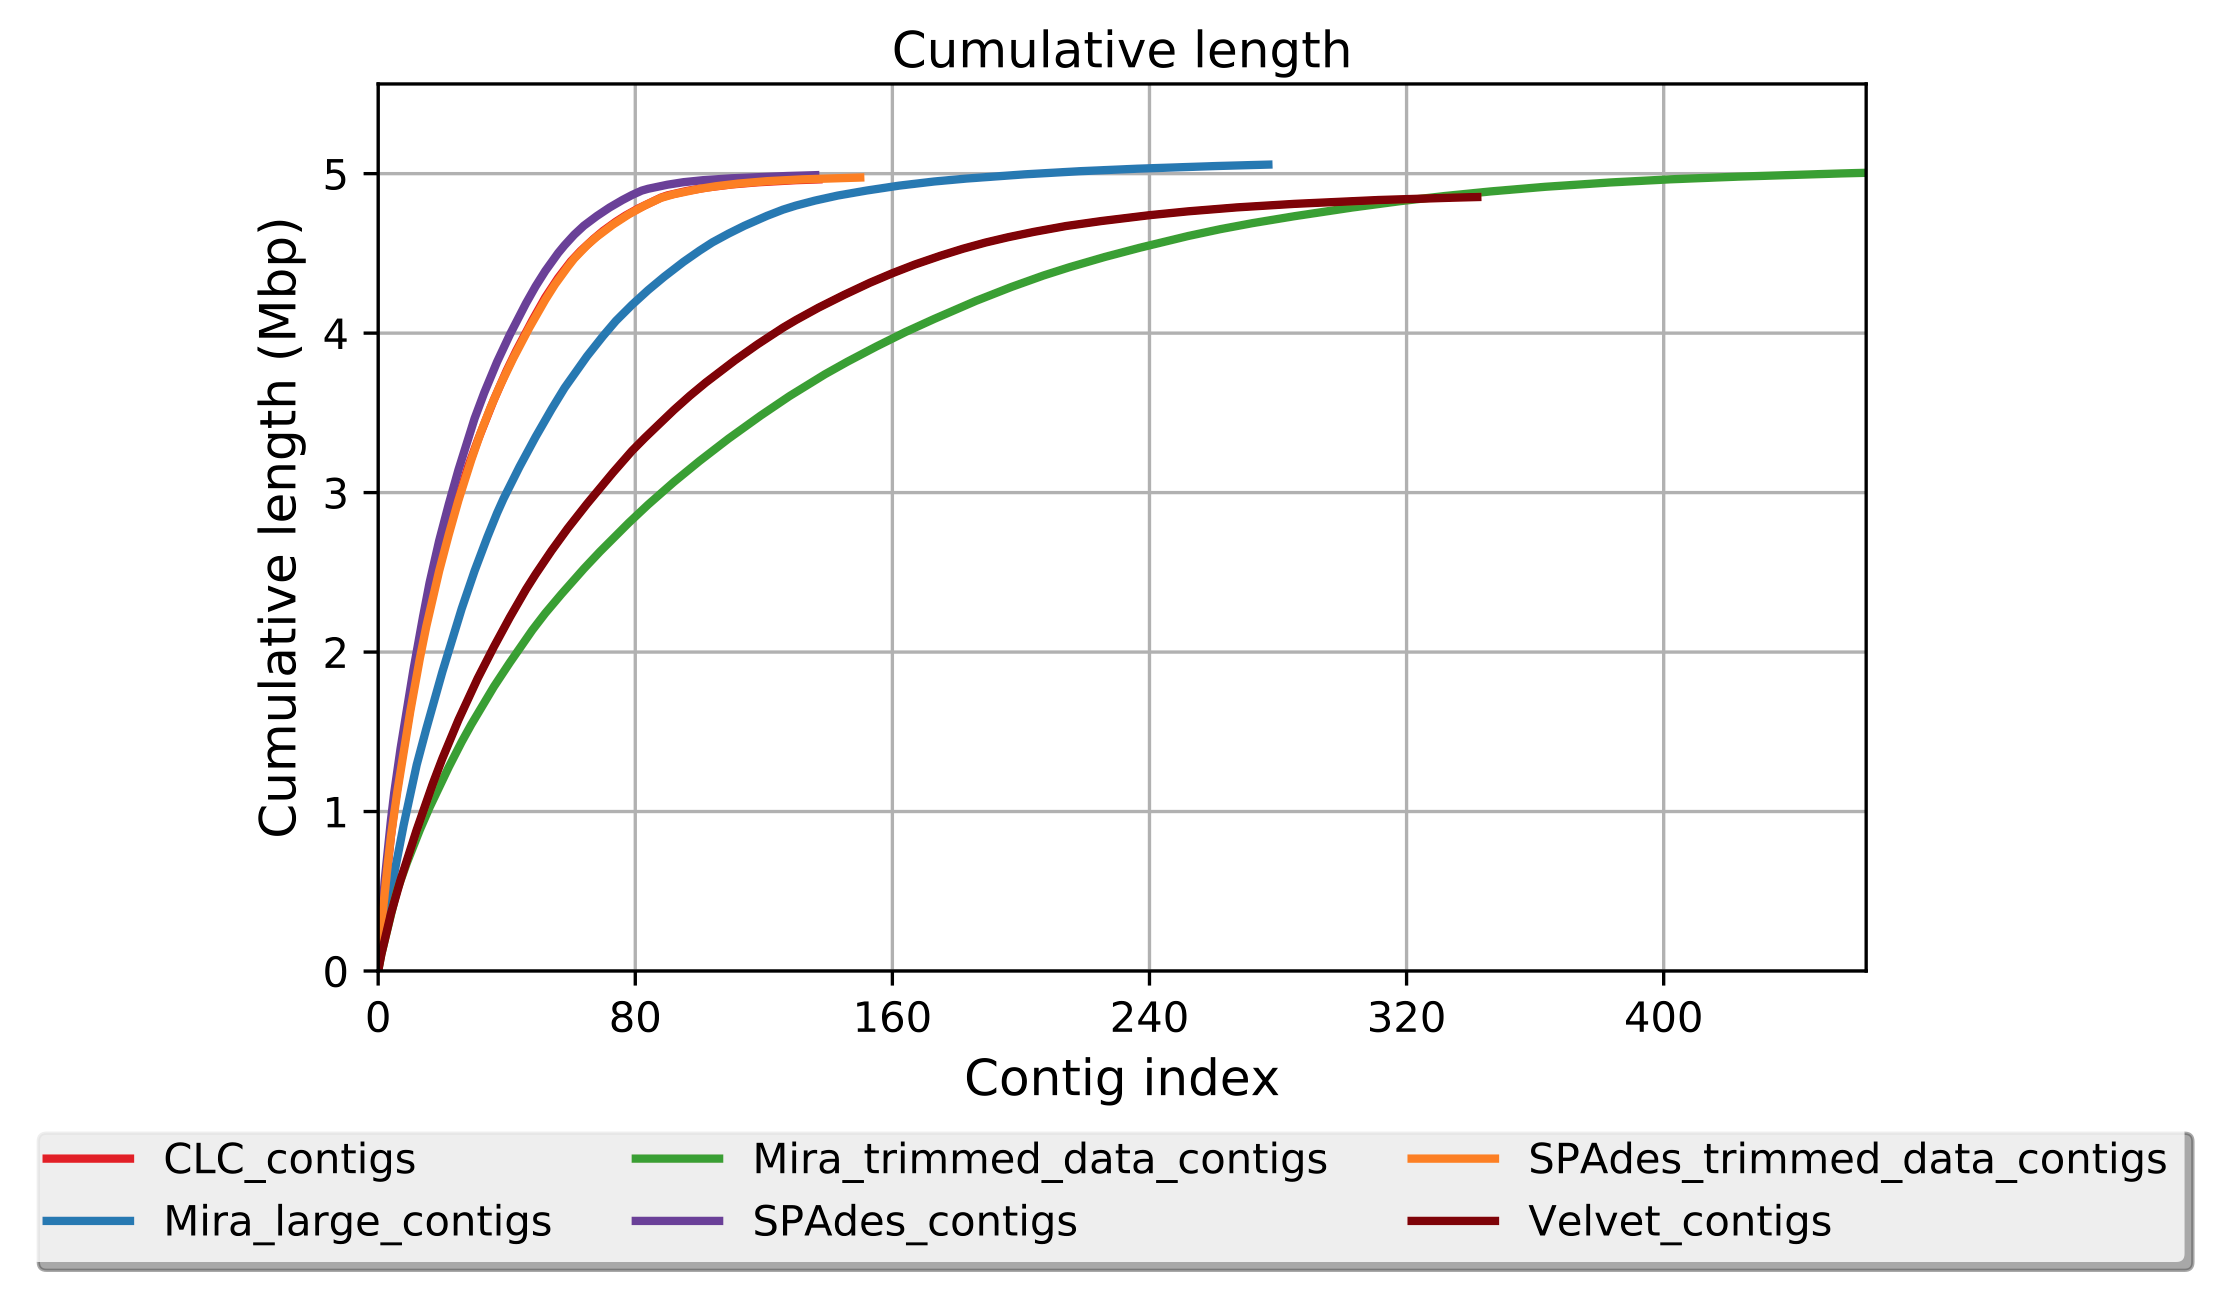 Cumulative length
Cumulative length (Mbp)
5
4
3
2
1
0
0 80 160 240 320 400
Contig index
CLC_contigs Mira_trimmed_data_contigs SPAdes_trimmed_data_contigs
Mira_large_contigs SPAdes_contigs Velvet_contigs